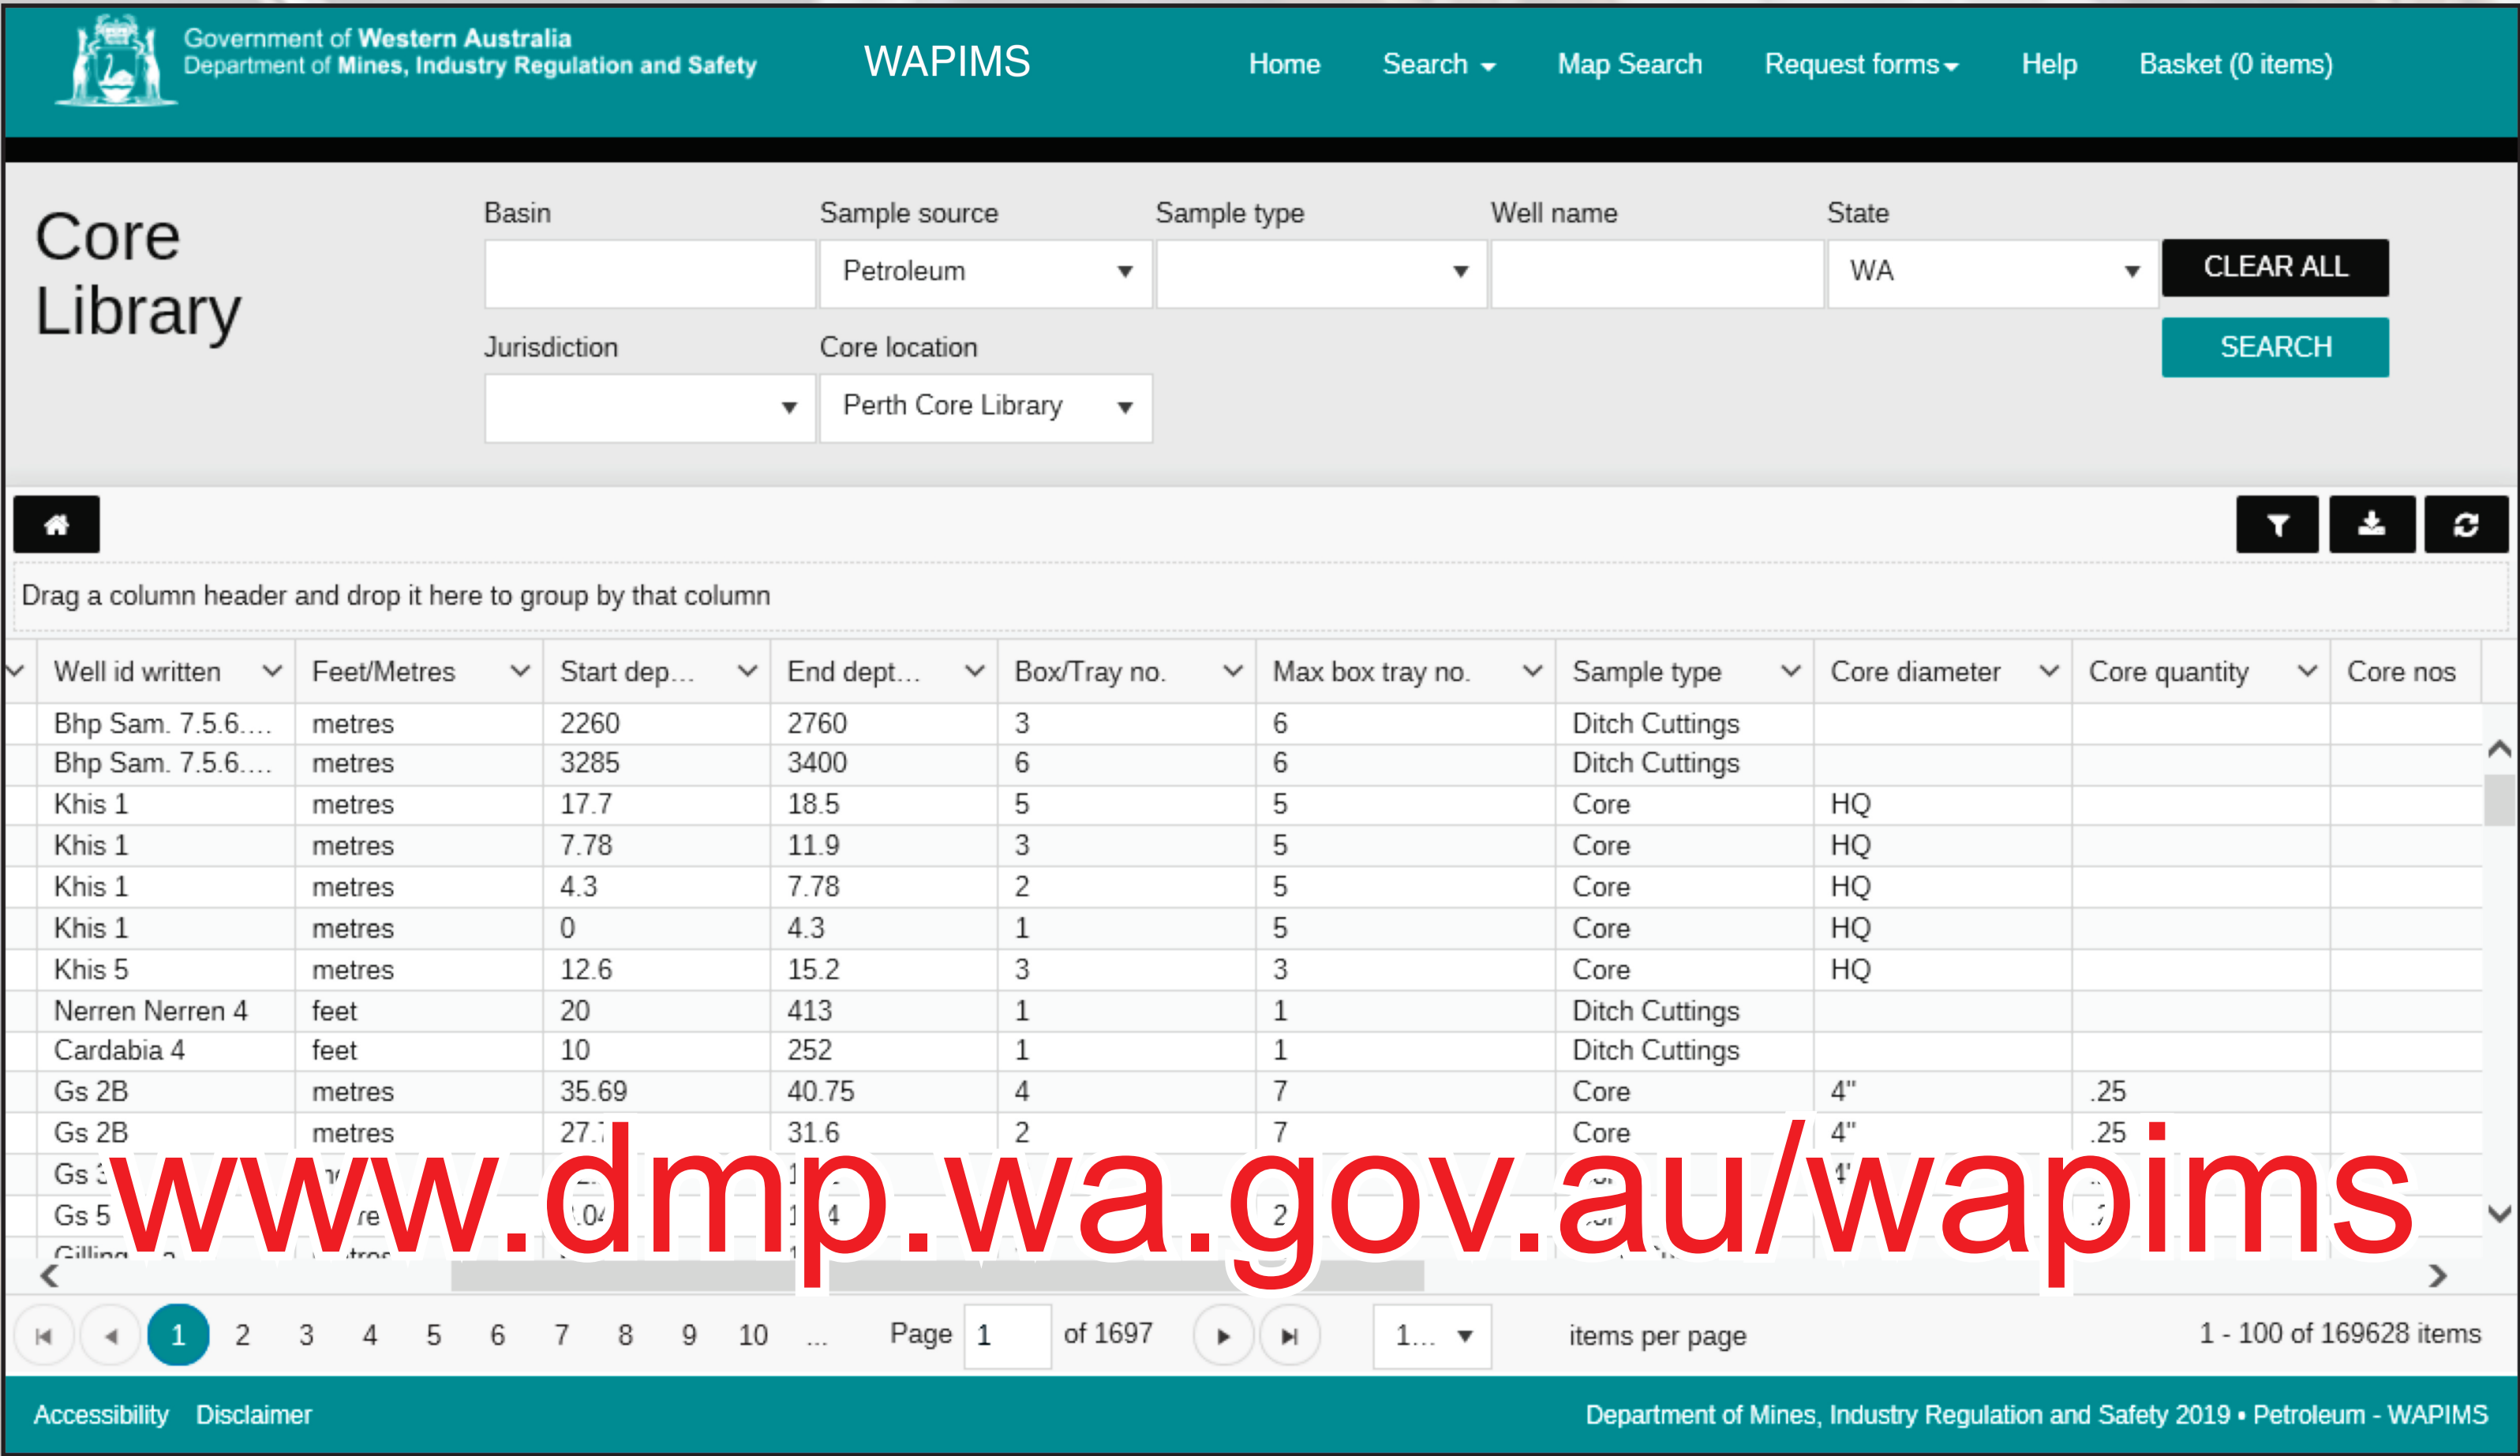 Government of Western Australia
Department of Mines, Industry Regulation and Safety
WAPIMS
Home Search Map Search Request forms Help Basket (0 items)
Core
Library
Basin Sample source Sample type Well name State
Petroleum WA CLEAR ALL
SEARCH
Jurisdiction Core location
Perth Core Library
Drag a column header and drop it here to group by that column
Well id written Feet/Metres Start dep... End dept... Box/Tray no. Max box tray no. Sample type Core diameter Core quantity Core nos
Bhp Sam. 7.5.6.... metres 2260 2760 3 6 Ditch Cuttings
Bhp Sam. 7.5.6.... metres 3285 3400 6 6 Ditch Cuttings
Khis 1 metres 17.7 18.5 5 5 Core HQ
Khis 1 metres 7.78 11.9 3 5 Core HQ
Khis 1 metres 4.3 7.78 2 5 Core HQ
Khis 1 metres 0 4.3 1 5 Core HQ
Khis 5 metres 12.6 15.2 3 3 Core HQ
Nerren Nerren 4 feet 20 413 1 1 Ditch Cuttings
Cardabia 4 feet 10 252 1 1 Ditch Cuttings
Gs 2B metres 35.69 40.75 4 7 Core 4" .25
Gs 2B metres 31.6 2 7 Core 4" .25
Gs
Gs 5 2
www.dmp.wa.gov.au/wapims
1 2 3 4 5 6 7 8 9 10 ... Page 1 of 1697 1... items per page 1 - 100 of 169628 items
Accessibility Disclaimer Department of Mines, Industry Regulation and Safety 2019 • Petroleum - WAPIMS